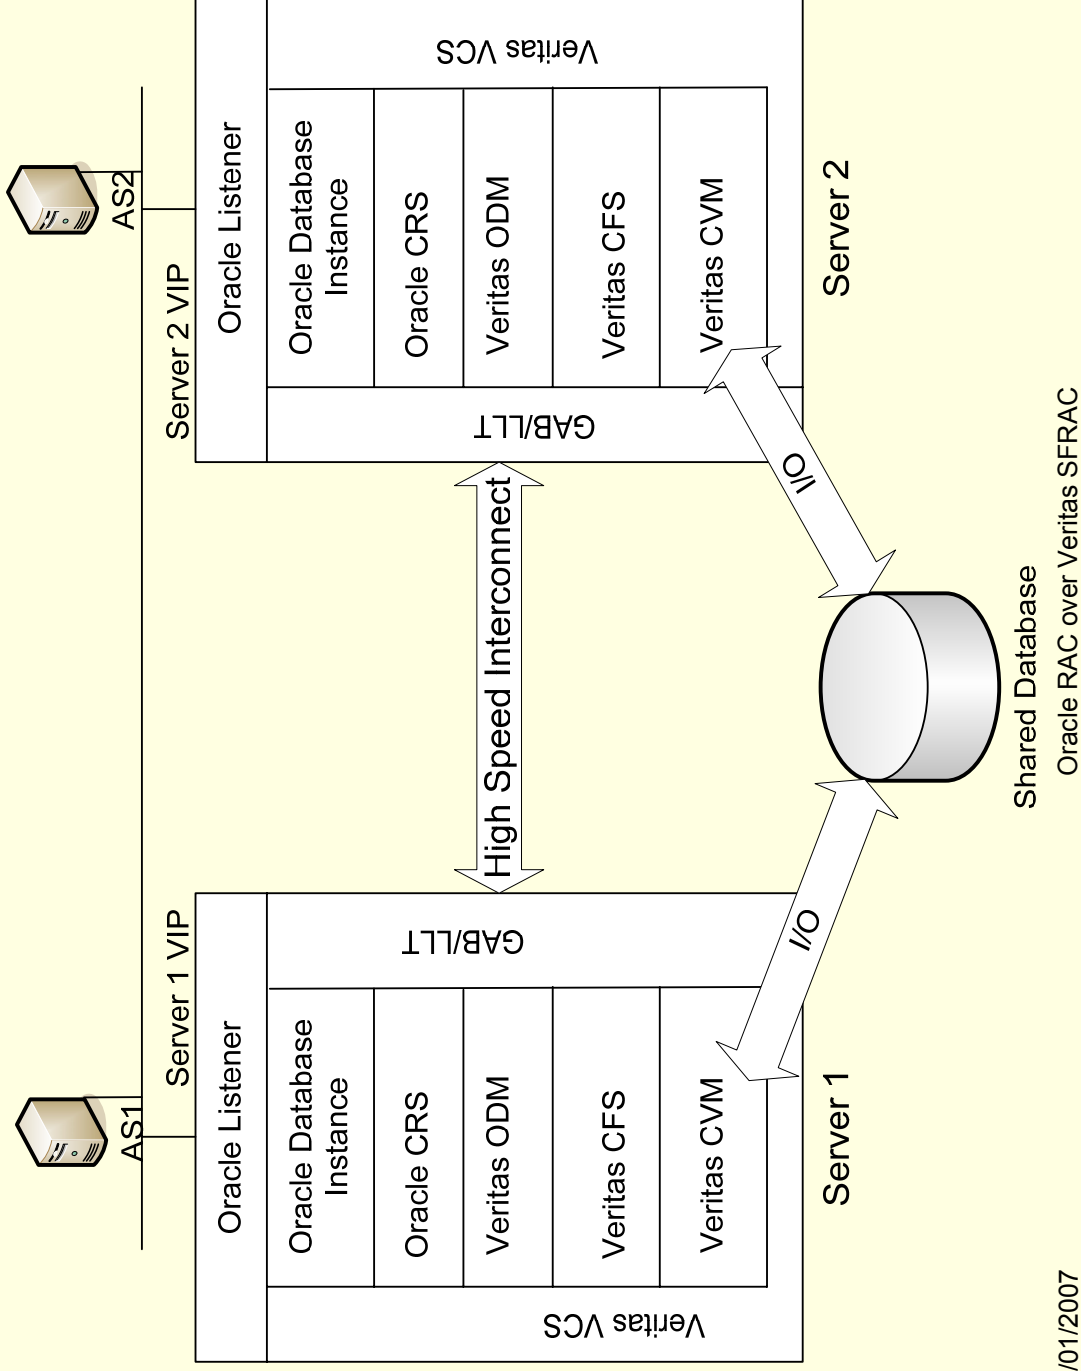 AS1
AS2
Server 1 VIP
Server 2 VIP
Oracle Listener
Oracle Database
Instance
Oracle CRS
Veritas ODM
Veritas CFS
Veritas CVM
Veritas VCS
GAB/LLT
High Speed Interconnect
Oracle Listener
Oracle Database
Instance
Oracle CRS
Veritas ODM
Veritas CFS
Veritas CVM
GAB/LLT
Veritas VCS
I/O
I/O
Server 1
Server 2
Shared Database
Oracle RAC over Veritas SFRAC
/01/2007